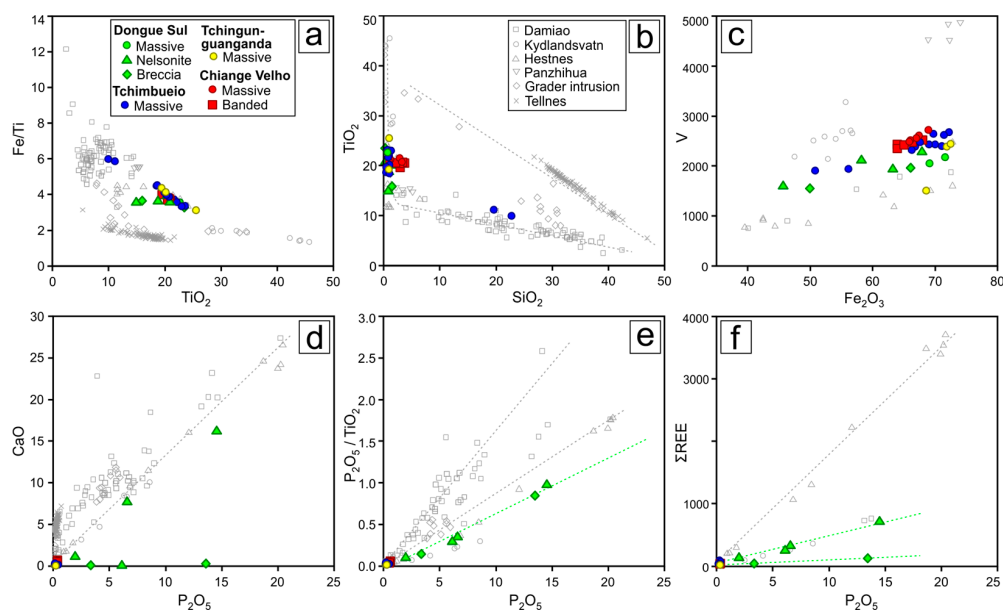 Fe/Ti
16
14
12
10
8
6
4
2
0
0
10
20
30
40
50
TiO2
a
Dongue Sul
Massive
Nelsonite
Breccia
Tchimbueio
Massive
Tchingun-
guanganda
Massive
Chiange Velho
Massive
Banded
TiO2
50
40
30
20
10
0
0
10
20
30
40
50
SiO2
b
Damiao
Kydlandsvatn
Hestnes
Panzhihua
Grader intrusion
Tellnes
V
5000
4000
3000
2000
1000
0
40
50
60
70
80
Fe2O3
c
CaO
30
25
20
15
10
5
0
0
5
10
15
20
25
P2O5
d
P2O5 / TiO2
3.0
2.5
2.0
1.5
1.0
0.5
0.0
0
5
10
15
20
25
P2O5
e
ΣREE
4000
3000
2000
1000
0
0
5
10
15
20
25
P2O5
f